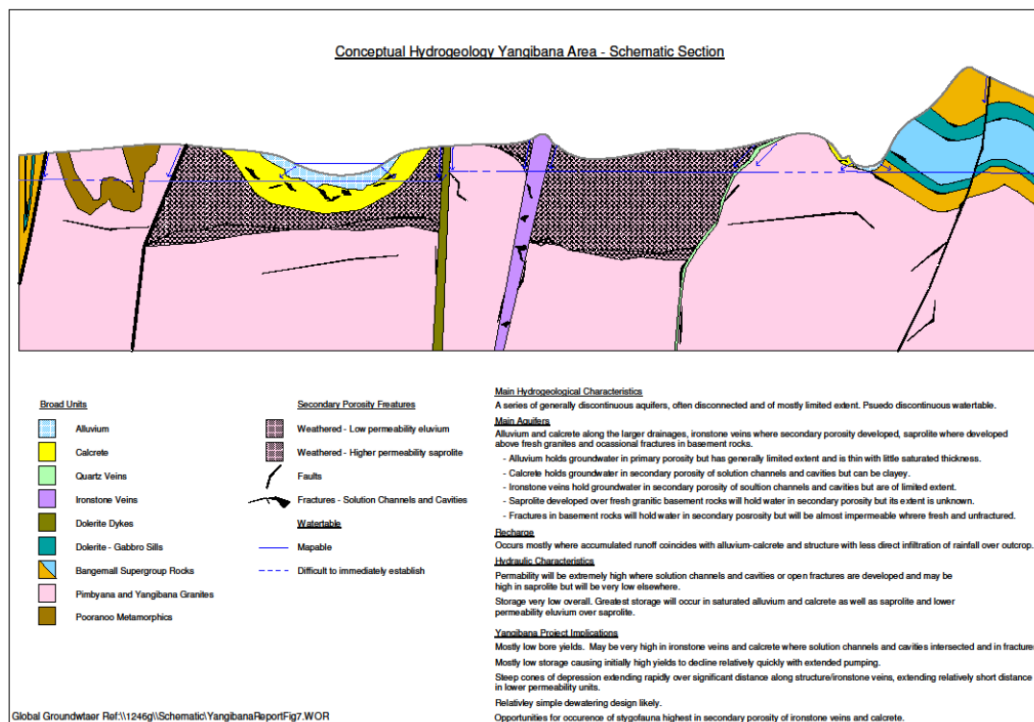 Conceptual Hydrogeology Yangibana Area - Schematic Section
Broad Units
Alluvium
Calcrete
Quartz Veins
Ironstone Veins
Dolerite Dykes
Dolerite - Gabbro Sills
Bangemall Supergroup Rocks
Pimbyana and Yangibana Granites
Pooranoo Metamorphics
Secondary Porosity Freatures
Weathered - Low permeability eluvium
Weathered - Higher permeability saprolite
Faults
Fractures - Solution Channels and Cavities
Watertable
Mapable
Difficult to immediately establish
Main Hydrogeological Characteristics
A series of generally discontinuous aquifers, often disconnected and of mostly limited extent. Psuedo discontinuous watertable.
Main Aquifers
Alluvium and calcrete along the larger drainages, ironstone veins where secondary porosity developed, saprolite where developed
above fresh granites and ocassional fractures in basement rocks.
- Alluvium holds groundwater in primary porosity but has generally limited extent and is thin with little saturated thickness.
- Calcrete holds groundwater in secondary porosity of solution channels and cavities but can be clayey.
- Ironstone veins hold groundwater in secondary porosity of soultion channels and cavities but are of limited extent.
- Saprolite developed over fresh granitic basement rocks will hold water in secondary porosity but its extent is unknown.
- Fractures in basement rocks will hold water in secondary posrosity but will be almost impermeable whrere fresh and unfractured.
Recharge
Occurs mostly where accumulated runoff coincides with alluvium-calcrete and structure with less direct infiltration of rainfall over outcrop.
Hydraulic Characteristics
Permability will be extremely high where solution channels and cavities or open fractures are developed and may be
high in saprolite but will be very low elsewhere.
Storage very low overall. Greatest storage will occur in saturated alluvium and calcrete as well as saprolite and lower
permeability eluvium over saprolite.
Yangibana Project Implications
Mostly low bore yields. May be very high in ironstone veins and calcrete where solution channels and cavities intersected and in fracture
Mostly low storage causing initially high yields to decline relatively quickly with extended pumping.
Steep cones of depression extending rapidly over significant distance along structure/ironstone veins, extending relatively short distance
in lower permeability units.
Relativley simple dewatering design likely.
Opportunities for occurence of stygofauna highest in secondary porosity of ironstone veins and calcrete.
Global Groundwtaer Ref:\\1246g\\Schematic\YangibanaReportFig7.WOR